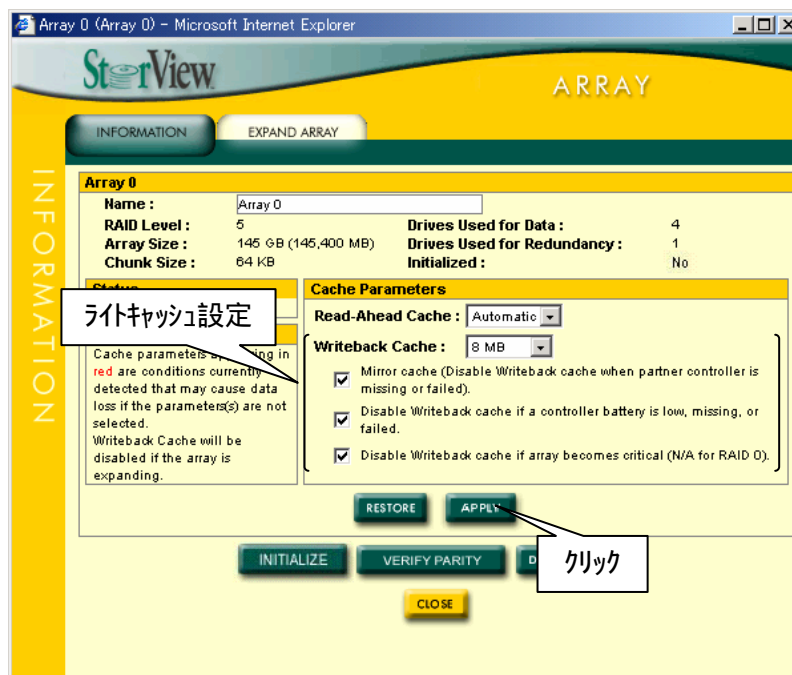 Array 0 (Array 0) - Microsoft Internet Explorer
StorView
ARRAY
INFORMATION
EXPAND ARRAY
INFORMATION
Array 0
Name :
Array 0
RAID Level :
5
Drives Used for Data :
4
Array Size :
145 GB (145,400 MB)
Drives Used for Redundancy :
1
Chunk Size :
64 KB
Initialized :
No
Status
Cache Parameters
ライトキャッシュ設定
Read-Ahead Cache :
Automatic
Writeback Cache :
8 MB
Cache parameters in
red are conditions currently
detected that may cause data
loss if the parameters(s) are not
selected.
Writeback Cache will be
disabled if the array is
expanding.
Mirror cache (Disable Writeback cache when partner controller is
missing or failed).
Disable Writeback cache if a controller battery is low, missing, or
failed.
Disable Writeback cache if array becomes critical (N/A for RAID 0).
RESTORE
APPLY
INITIALIZE
VERIFY PARITY
クリック
CLOSE